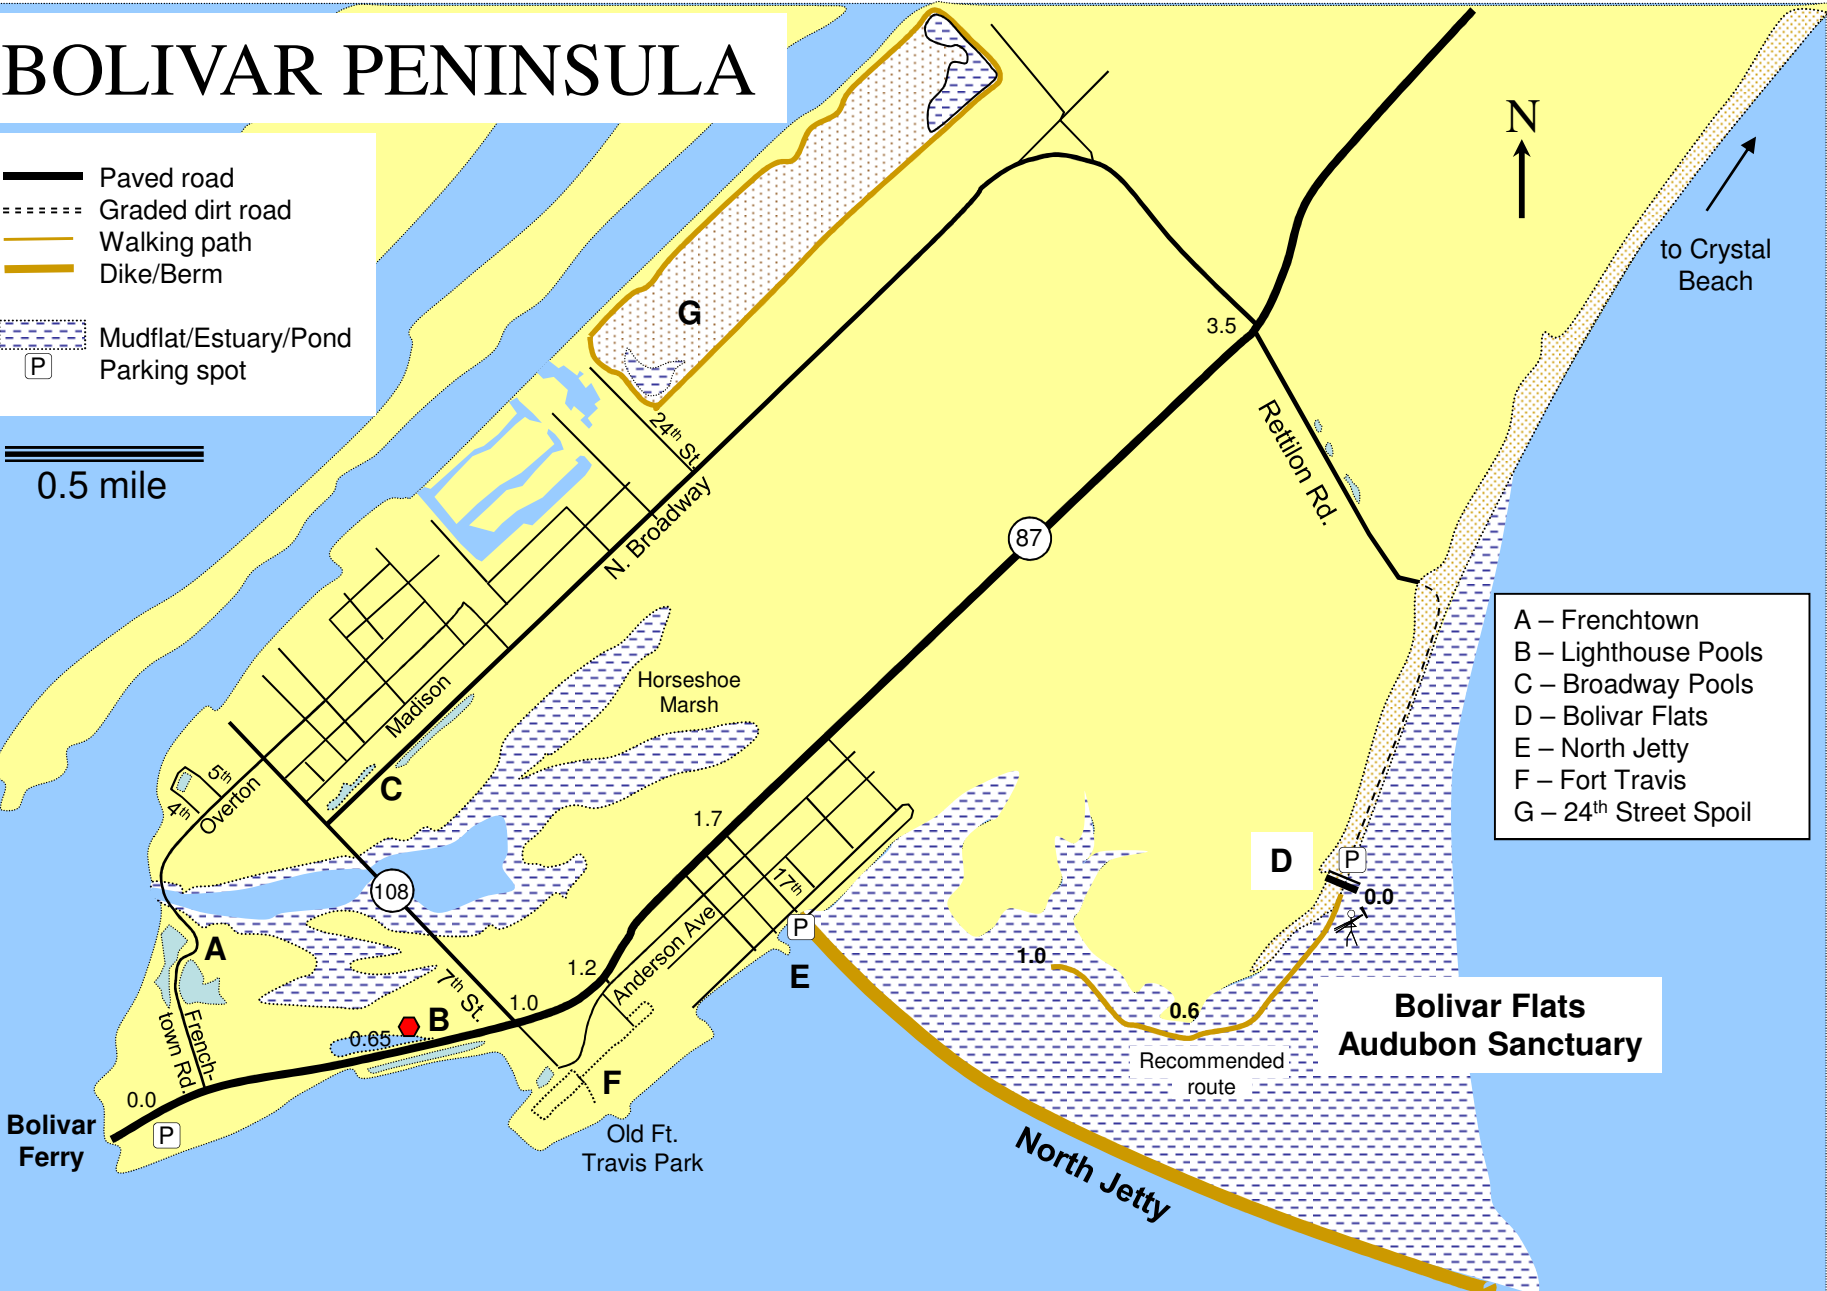 BOLIVAR PENINSULA
Paved road
Graded dirt road
Walking path
Dike/Berm
Mudflat/Estuary/Pond
P
Parking spot
0.5 mile
N
to Crystal
Beach
G
24th St.
N. Broadway
3.5
Rettilon Rd.
87
Horseshoe
Marsh
Madison
C
5th
4th
Overton
108
1.7
17th
Anderson Ave
P
E
1.2
1.0
7th St.
A
B
0.65
French-
town Rd.
0.0
P
Bolivar
Ferry
F
Old Ft.
Travis Park
A – Frenchtown
B – Lighthouse Pools
C – Broadway Pools
D – Bolivar Flats
E – North Jetty
F – Fort Travis
G – 24th Street Spoil
D
P
0.0
1.0
0.6
Recommended
route
Bolivar Flats
Audubon Sanctuary
North Jetty